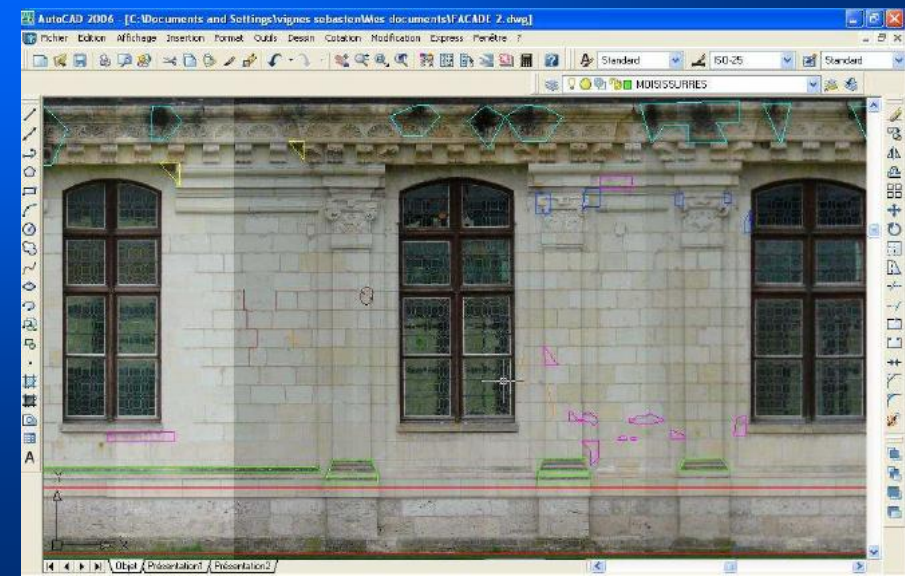 AutoCAD 2006 - [C:\Documents and Settings\vignes sebastien\Mes documents\FACADE 2.dwg]
Fichier Edition Affichage Insertion Format Outils Dessin Cotation Modification Express Fenêtre ?
Standard ISO-25 Standard
MOISISSURRES
A
Y
X
Objet Présentation1 Présentation2